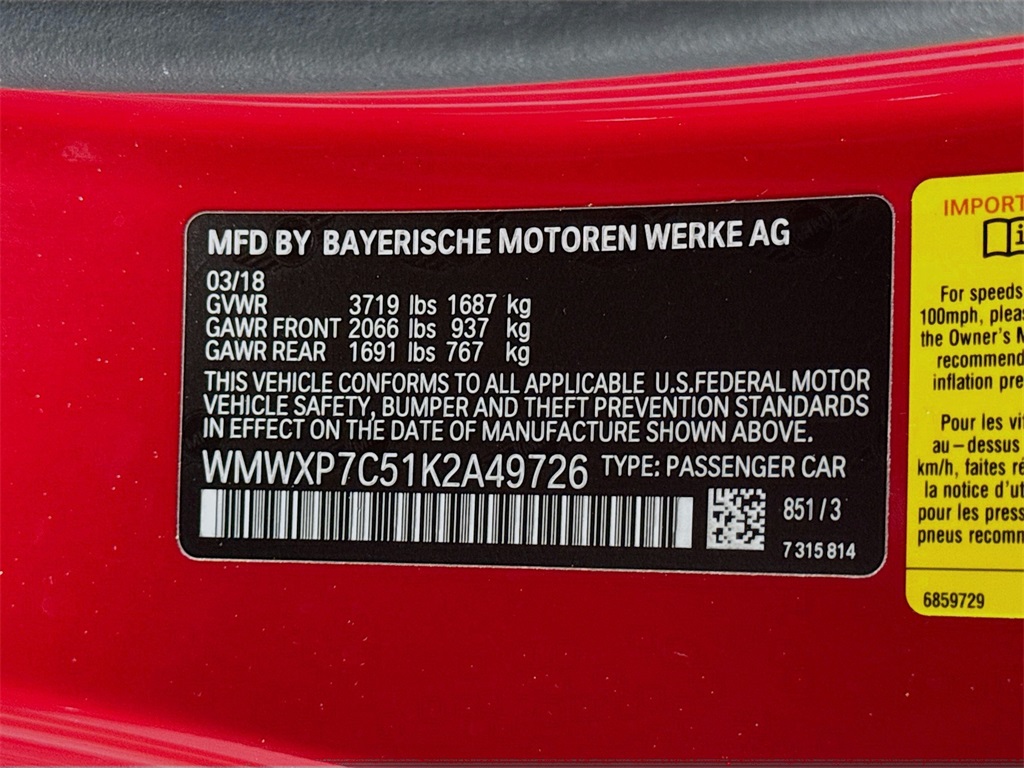 MFD BY BAYERISCHE MOTOREN WERKE AG
03/18
GVWR 3719 lbs 1687 kg
GAWR FRONT 2066 lbs 937 kg
GAWR REAR 1691 lbs 767 kg
THIS VEHICLE CONFORMS TO ALL APPLICABLE U.S.FEDERAL MOTOR
VEHICLE SAFETY, BUMPER AND THEFT PREVENTION STANDARDS
IN EFFECT ON THE DATE OF MANUFACTURE SHOWN ABOVE.
WMWXP7C51K2A49726 TYPE: PASSENGER CAR
851/3
7 315 814
IMPORT
i
For speeds
100mph, pleas
the Owner's M
recommend
inflation pre
Pour les vit
au-dessus
km/h, faites ré
la notice d'ut
pour les press
pneus recomm
6859729